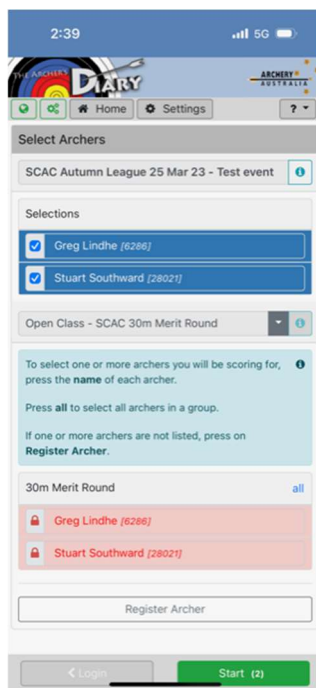 2:39
5G
THE ARCHERS
DIARY
ARCHERY
AUSTRALIA
Home
Settings
?
Select Archers
SCAC Autumn League 25 Mar 23 - Test event
Selections
Greg Lindhe [6286]
Stuart Southward [28021]
Open Class - SCAC 30m Merit Round
To select one or more archers you will be scoring for,
press the name of each archer.
Press all to select all archers in a group.
If one or more archers are not listed, press on
Register Archer.
30m Merit Round
all
Greg Lindhe [6286]
Stuart Southward [28021]
Register Archer
< Login
Start (2)